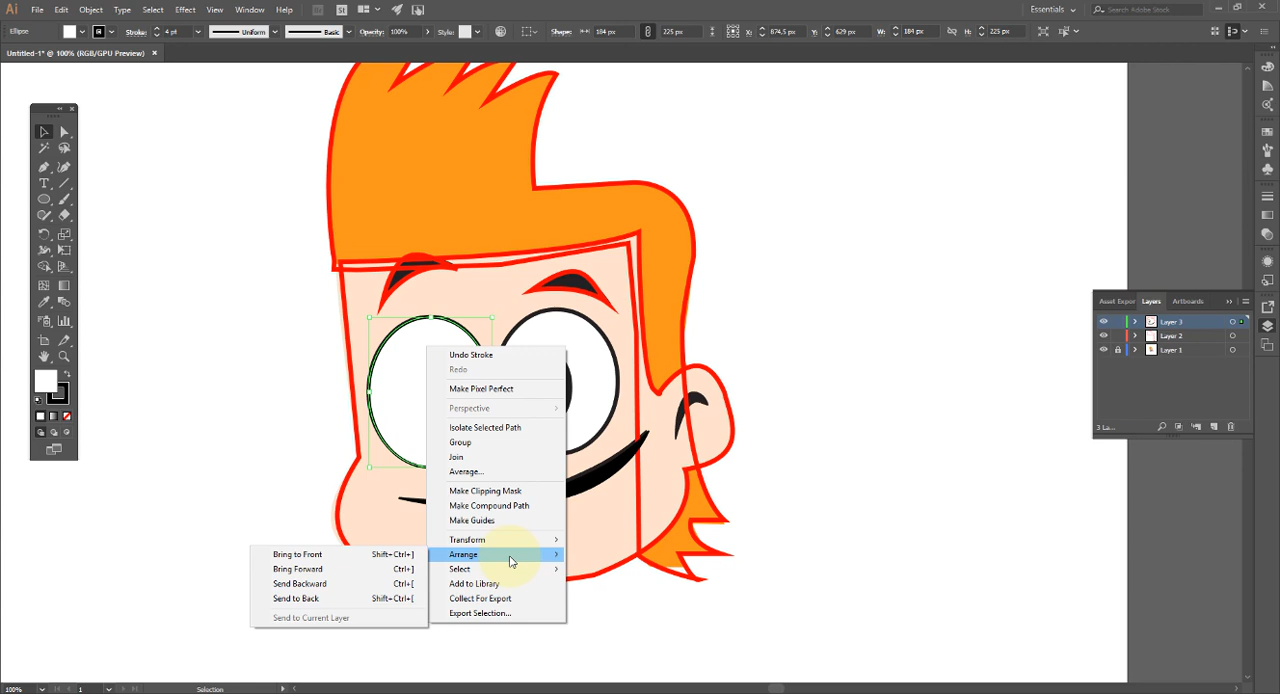 Ai File Edit Object Type Select Effect View Window Help Br St Essentials Search Adobe Stock
Ellipse Stroke: 4 pt Uniform Basic Opacity: 100% Style: Shape: 184 px 225 px X: 874,5 px Y: 629 px W: 184 px H: 225 px
Untitled-1* @ 100% (RGB/GPU Preview) ×
Undo Stroke
Redo
Make Pixel Perfect
Perspective
Isolate Selected Path
Group
Join
Average...
Make Clipping Mask
Make Compound Path
Make Guides
Transform
Arrange
Select
Add to Library
Collect For Export
Export Selection...
Bring to Front Shift+Ctrl+]
Bring Forward Ctrl+]
Send Backward Ctrl+[
Send to Back Shift+Ctrl+[
Send to Current Layer
Asset Expor Layers Artboards
Layer 3
Layer 2
Layer 1
3 La...
100% 1 Selection